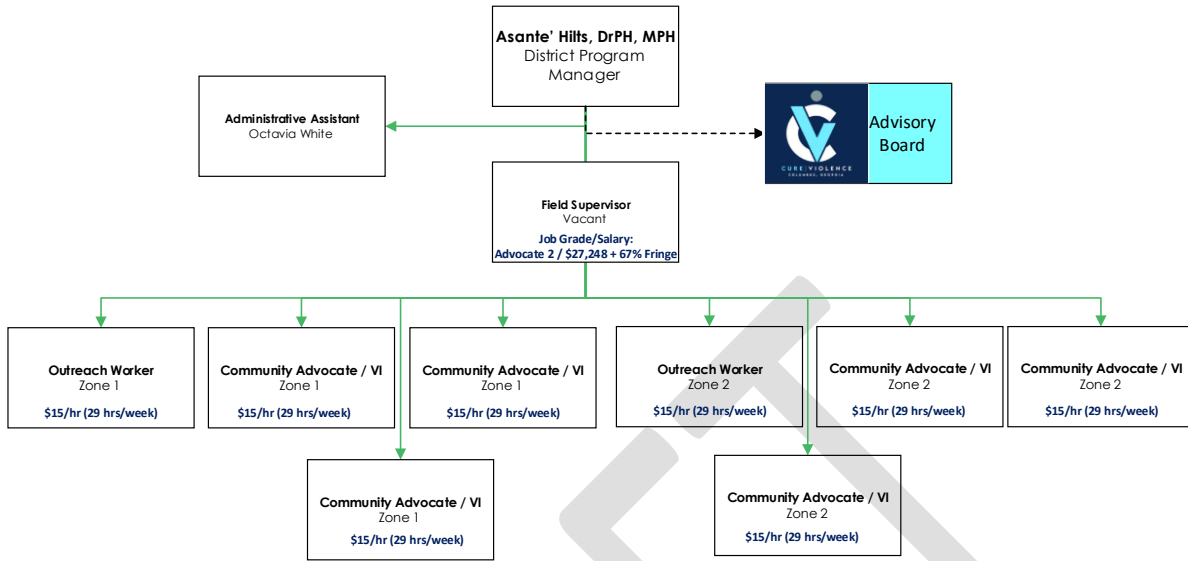 Asante' Hilts, DrPH, MPH
District Program
Manager
Administrative Assistant
Octavia White
CURE VIOLENCE
COLUMBUS, GEORGIA
Advisory
Board
Field Supervisor
Vacant
Job Grade/Salary:
Advocate 2 / $27,248 + 67% Fringe
Outreach Worker
Zone 1
$15/hr (29 hrs/week)
Community Advocate / VI
Zone 1
$15/hr (29 hrs/week)
Community Advocate / VI
Zone 1
$15/hr (29 hrs/week)
Outreach Worker
Zone 2
$15/hr (29 hrs/week)
Community Advocate / VI
Zone 2
$15/hr (29 hrs/week)
Community Advocate / VI
Zone 2
$15/hr (29 hrs/week)
Community Advocate / VI
Zone 1
$15/hr (29 hrs/week)
Community Advocate / VI
Zone 2
$15/hr (29 hrs/week)